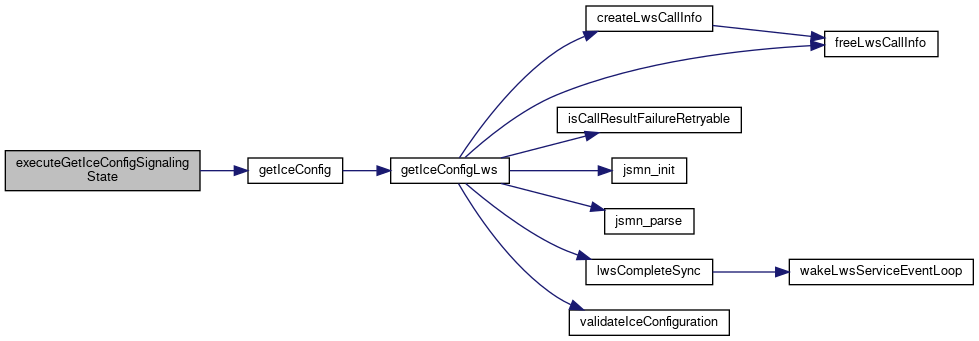 executeGetIceConfigSignaling
State
getIceConfig
getIceConfigLws
createLwsCallInfo
freeLwsCallInfo
isCallResultFailureRetryable
jsmn_init
jsmn_parse
lwsCompleteSync
wakeLwsServiceEventLoop
validateIceConfiguration